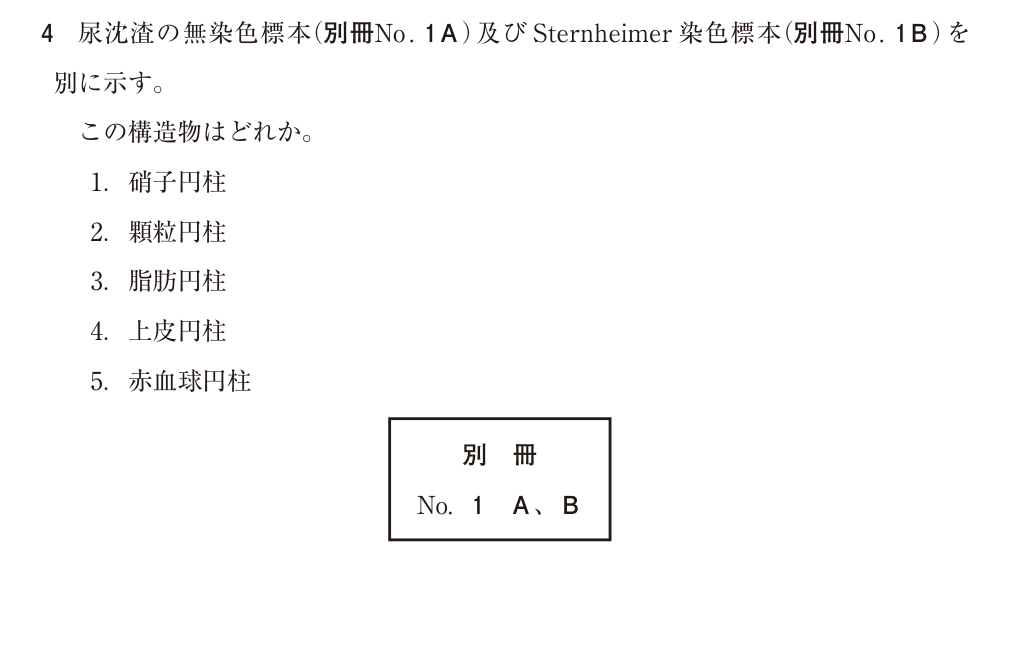 4 尿沈渣の無染色標本(別冊No. 1A)及び Sternheimer 染色標本(別冊No. 1B)を
別に示す。
この構造物はどれか。
1. 硝子円柱
2. 顆粒円柱
3. 脂肪円柱
4. 上皮円柱
5. 赤血球円柱
別 冊
No. 1 A、B